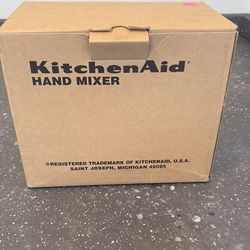 KitchenAid®
HAND MIXER
®REGISTERED TRADEMARK OF KITCHENAID, U.S.A.
SAINT JOSEPH, MICHIGAN 49085